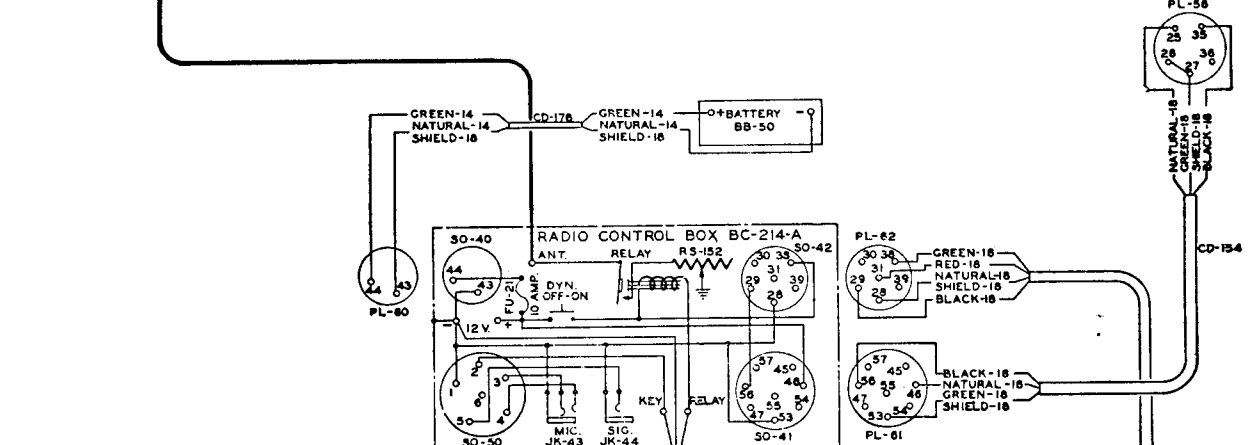 PL-56
25 35
28 36
27
NATURAL-18
GREEN-18
SHIELD-18
BLACK-18
GREEN-14
NATURAL-14
SHIELD-18
CD-176
GREEN-14
NATURAL-14
SHIELD-18
+ BATTERY -
BB-50
CD-154
RADIO CONTROL BOX BC-214-A
SO-40
44
43
ANT.
RELAY
RS-152
SO-42
30 38
31
29 39
28
PL-62
30 38
31
29 39
28
GREEN-18
RED-18
NATURAL-18
SHIELD-18
BLACK-18
44 43
PL-60
FU-21
10 AMP.
DYN.
OFF-ON
- 12 V. +
2
3
1
6
5 4
SO-50
MIC.
JK-43
SIG.
JK-44
KEY
RELAY
57
45
46
56
55 54
47 53
SO-41
57
45
56 55 46
47 54
53
PL-61
BLACK-18
NATURAL-18
GREEN-18
SHIELD-18